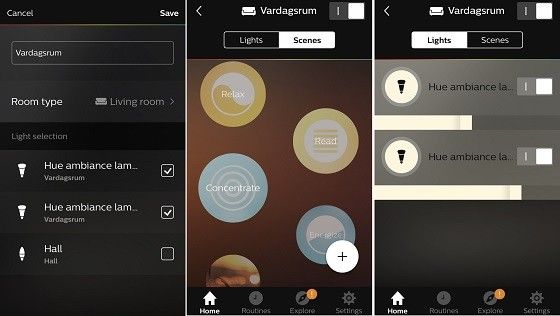 Cancel
Save
Vardagsrum
Room type
Living room
Light selection
Hue ambiance lam...
Vardagsrum
Hue ambiance lam...
Vardagsrum
Hall
Hall
Vardagsrum
Lights
Scenes
Relax
Read
Concentrate
Energize
Home
Routines
Explore
Settings
Vardagsrum
Lights
Scenes
Hue ambiance la...
Hue ambiance la...
Home
Routines
Explore
Settings